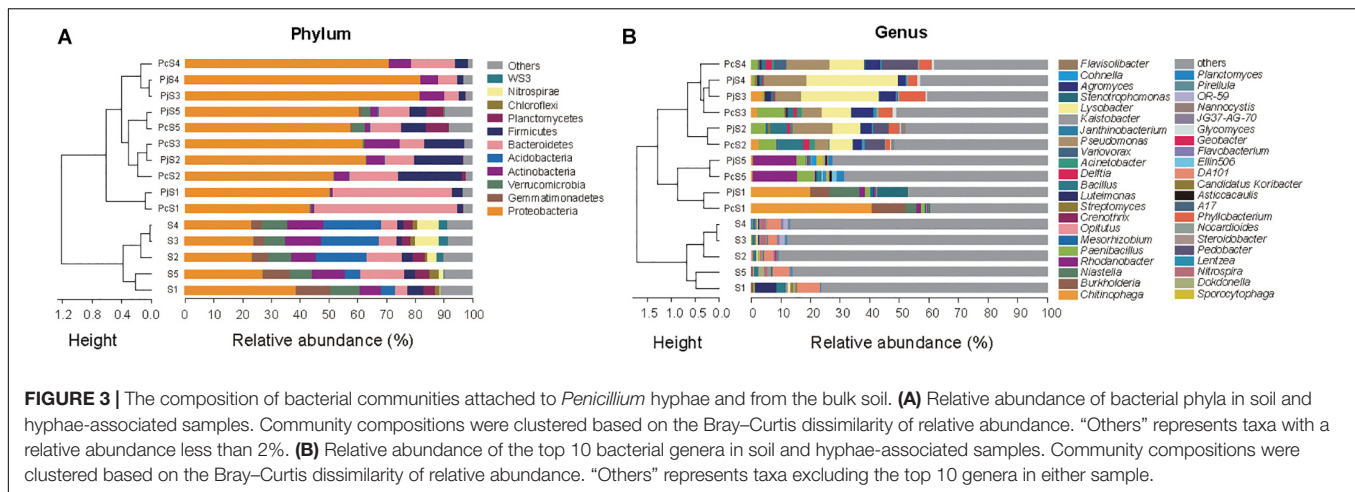 A
Phylum
PcS4
PjS4
PjS3
PjS5
PcS5
PcS3
PjS2
PcS2
PjS1
PcS1
S4
S3
S2
S5
S1
1.2 0.8 0.4 0.0
Height
0 10 20 30 40 50 60 70 80 90 100
Relative abundance (%)
Others
WS3
Nitrospirae
Chloroflexi
Planctomycetes
Firmicutes
Bacteroidetes
Acidobacteria
Actinobacteria
Verrucomicrobia
Gemmatimonadetes
Proteobacteria
B
Genus
PcS4
PjS4
PjS3
PcS3
PjS2
PcS2
PjS5
PcS5
PjS1
PcS1
S4
S3
S2
S5
S1
1.5 1.0 0.5 0.0
Height
0 10 20 30 40 50 60 70 80 90 100
Relative abundance (%)
Flavisolibacter
Cohnella
Agromyces
Stenotrophomonas
Lysobacter
Kaistobacter
Janthinobacterium
Pseudomonas
Variovorax
Acinetobacter
Delftia
Bacillus
Luteimonas
Streptomyces
Crenothrix
Opitutus
Mesorhizobium
Paenibacillus
Rhodanobacter
Niastella
Burkholderia
Chitinophaga
others
Planctomyces
Pirellula
OR-59
Nannocystis
JG37-AG-70
Glycomyces
Geobacter
Flavobacterium
Ellin506
DA101
Candidatus Koribacter
Asticcacaulis
A17
Phyllobacterium
Nocardioides
Steroidobacter
Pedobacter
Lentzea
Nitrospira
Dokdonella
Sporocytophaga
FIGURE 3 | The composition of bacterial communities attached to Penicillium hyphae and from the bulk soil. (A) Relative abundance of bacterial phyla in soil and
hyphae-associated samples. Community compositions were clustered based on the Bray–Curtis dissimilarity of relative abundance. “Others” represents taxa with a
relative abundance less than 2%. (B) Relative abundance of the top 10 bacterial genera in soil and hyphae-associated samples. Community compositions were
clustered based on the Bray–Curtis dissimilarity of relative abundance. “Others” represents taxa excluding the top 10 genera in either sample.